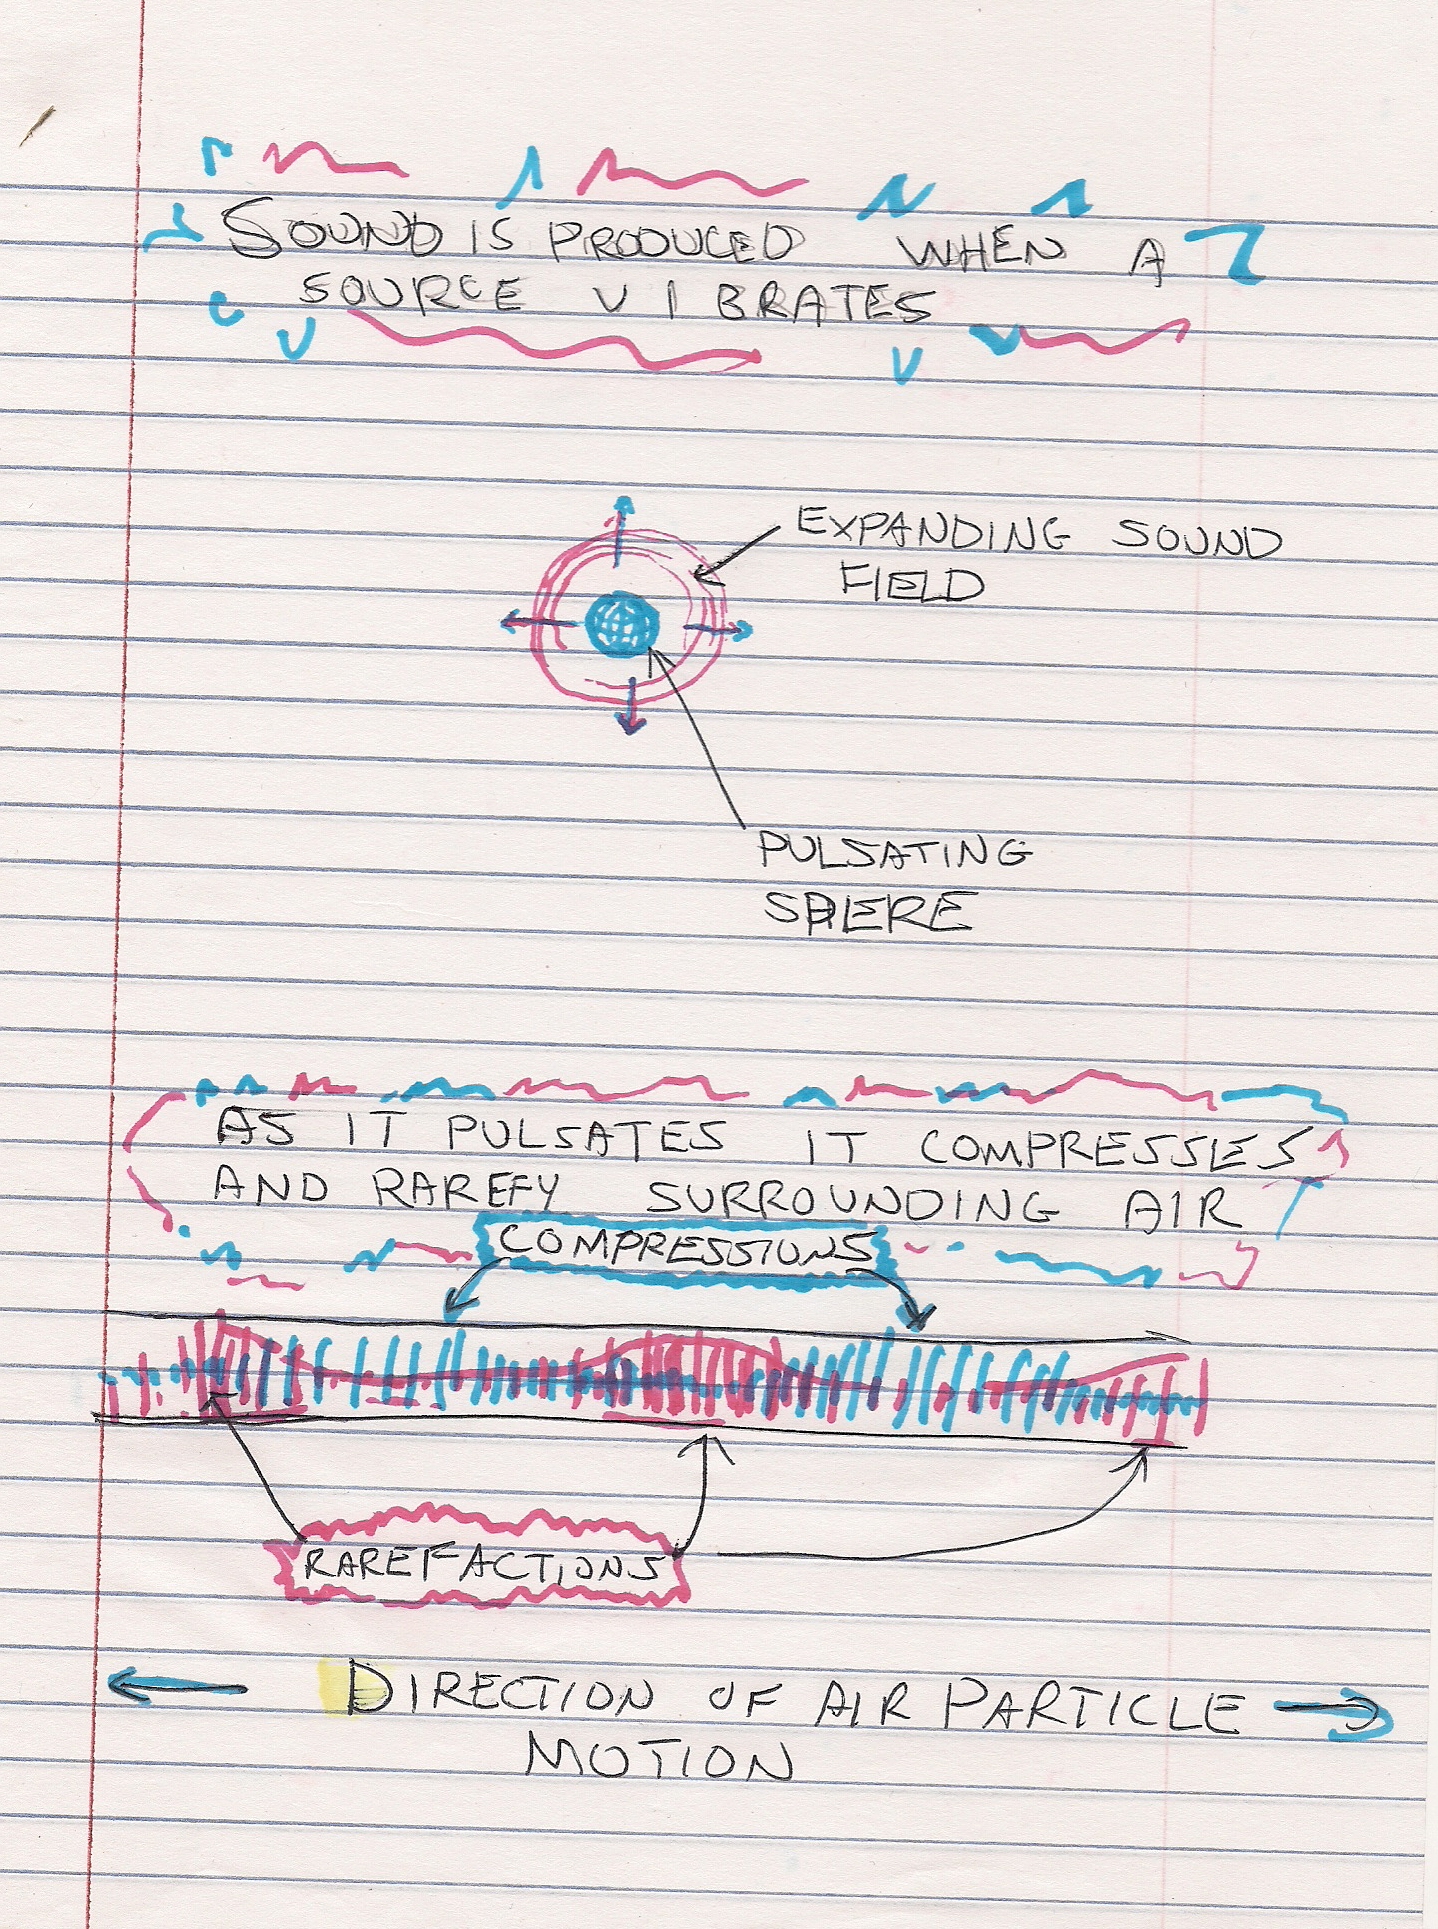 SOUND IS PRODUCED WHEN A
SOURCE VIBRATES
EXPANDING SOUND
FIELD
PULSATING
SPHERE
AS IT PULSATES IT COMPRESSES
AND RAREFY SURROUNDING AIR
COMPRESSIONS
RAREFACTIONS
DIRECTION OF AIR PARTICLE
MOTION